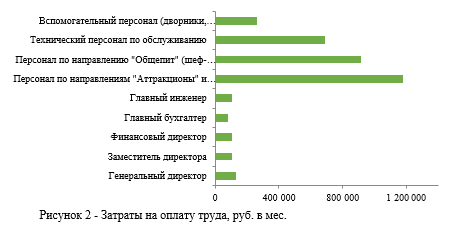 Вспомогательный персонал (дворники,...
Технический персонал по обслуживанию
Персонал по направлению "Общепит" (шеф-...
Персонал по направлениям "Аттракционы" и...
Главный инженер
Главный бухгалтер
Финансовый директор
Заместитель директора
Генеральный директор
0 400 000 800 000 1 200 000
Рисунок 2 - Затраты на оплату труда, руб. в мес.